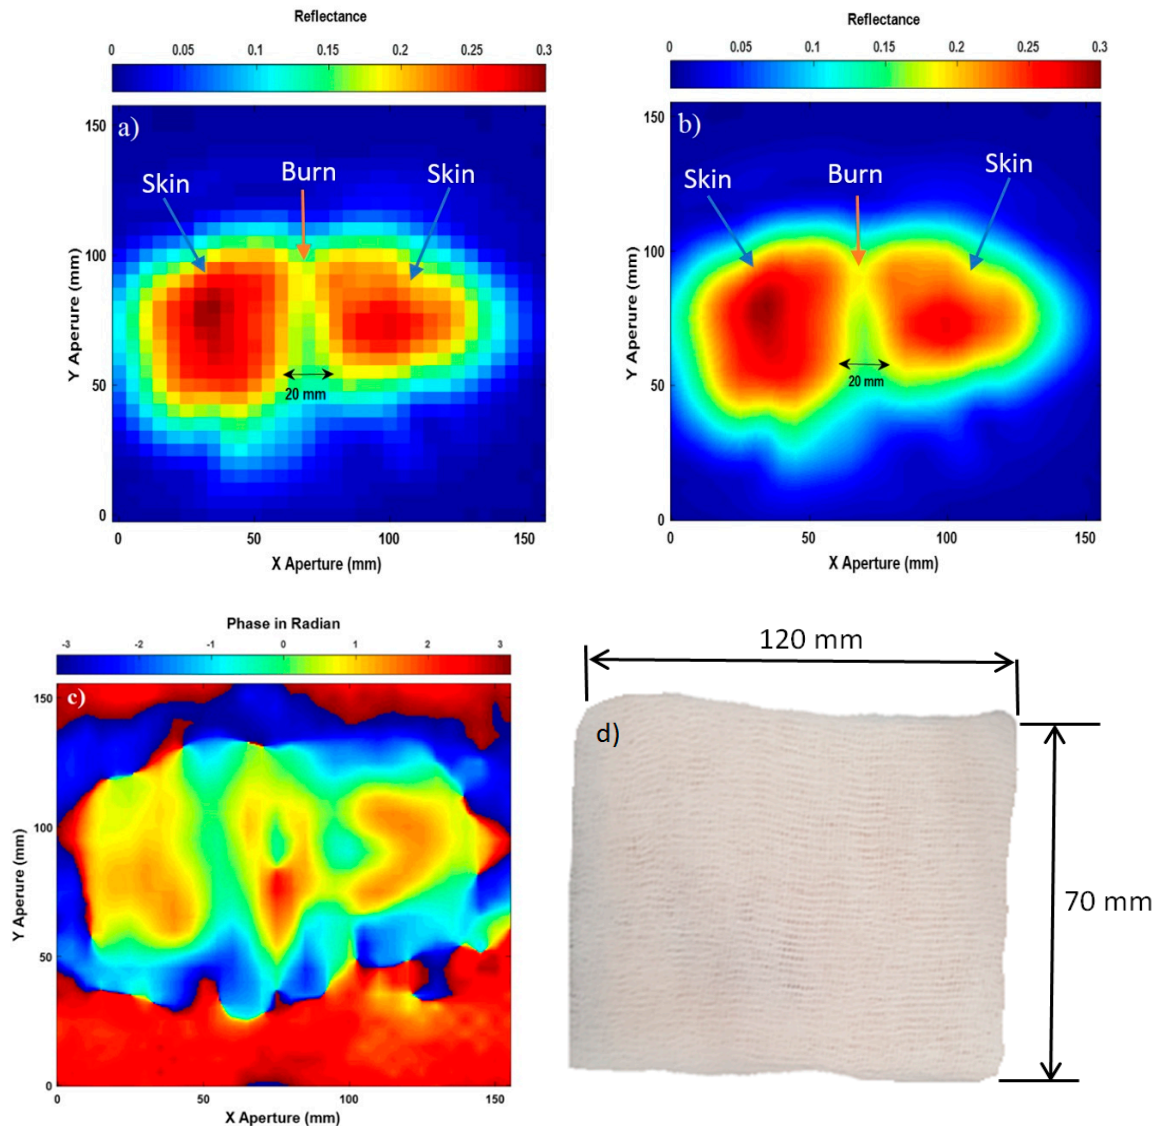 Reflectance
0 0.05 0.1 0.15 0.2 0.25 0.3
a)
Skin
Burn
Skin
20 mm
150
100
50
0
Y Aperure (mm)
0 50 100 150
X Aperture (mm)
Reflectance
0 0.05 0.1 0.15 0.2 0.25 0.3
b)
Skin
Burn
Skin
20 mm
150
100
50
0
Y Aperure (mm)
0 50 100 150
X Aperture (mm)
Phase in Radian
-3 -2 -1 0 1 2 3
c)
150
100
50
0
Y Aperure (mm)
0 50 100 150
X Aperture (mm)
120 mm
d)
70 mm